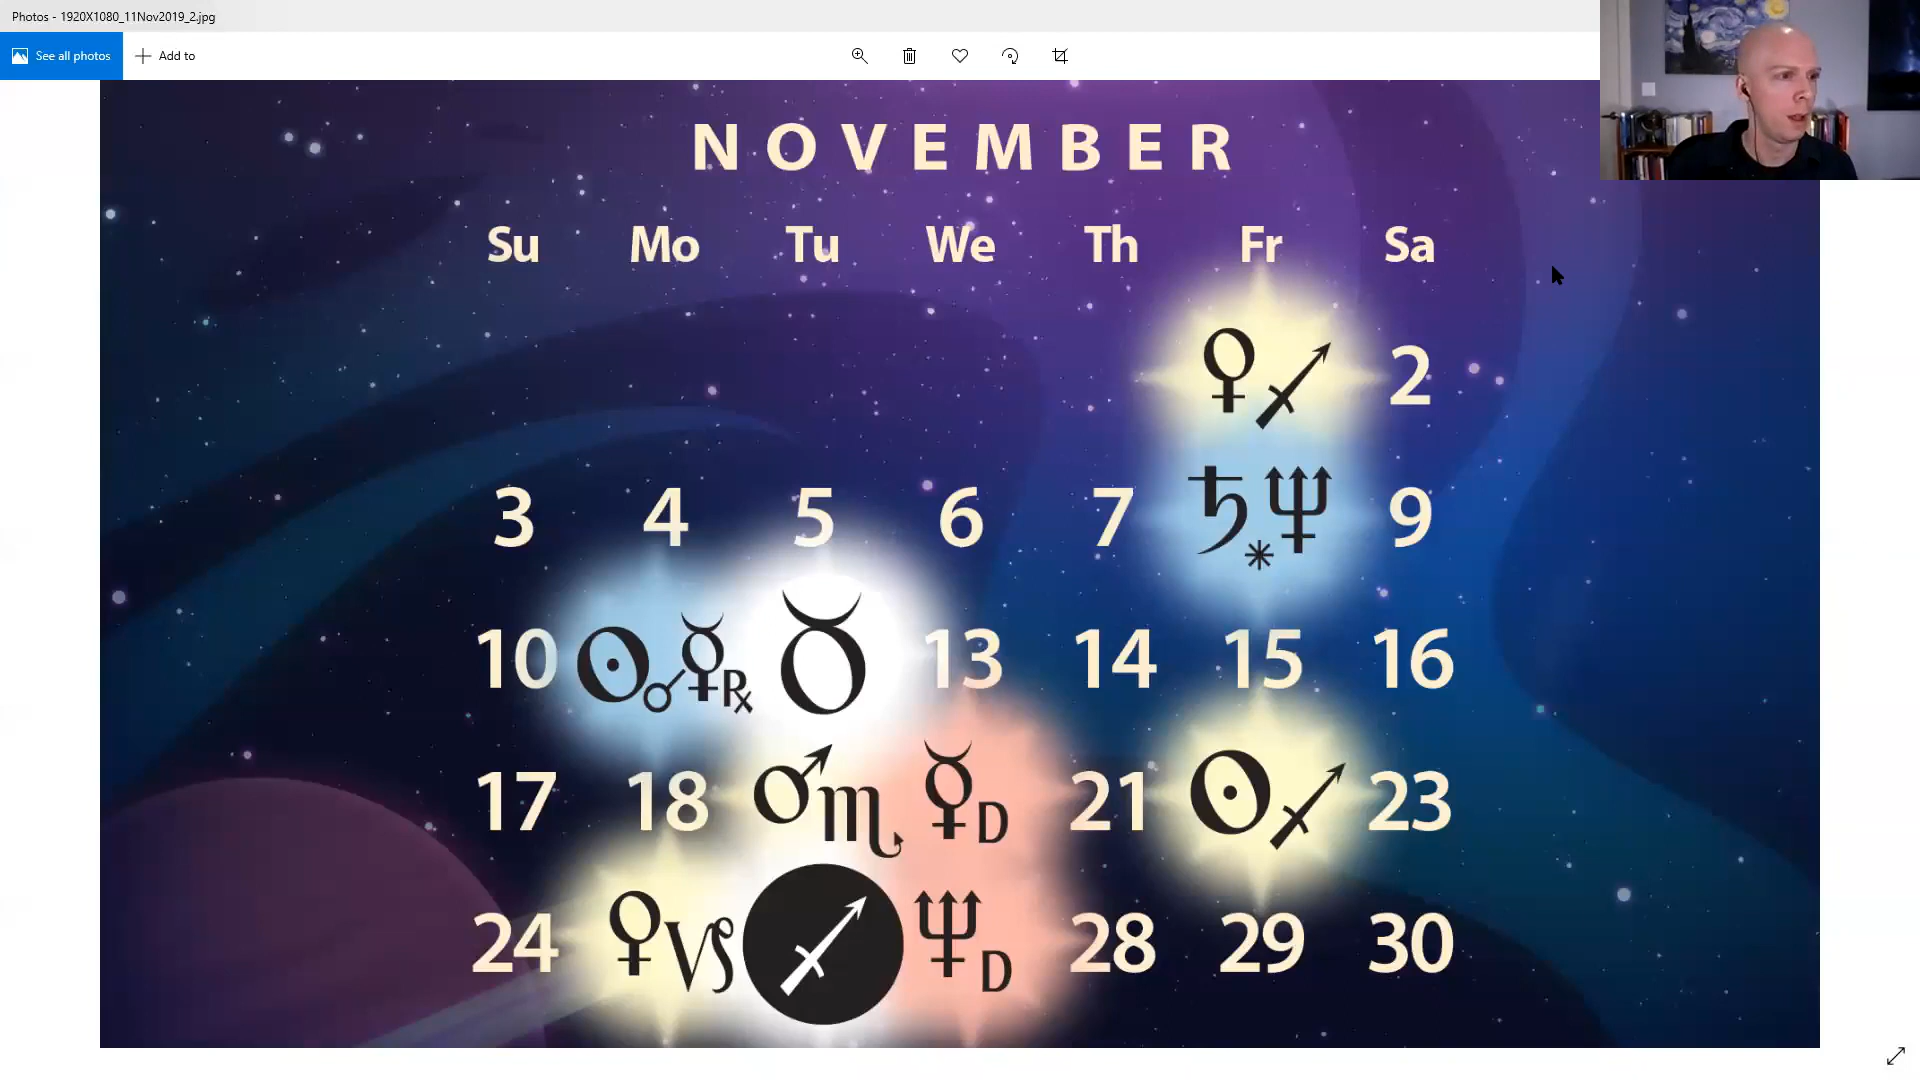 Photos - 1920X1080_11Nov2019_2.jpg
See all photos
Add to
NOVEMBER
Su Mo Tu We Th Fr Sa
♀♐ 2
3 4 5 6 7 ♄⚹♆ 9
10 ☉☌☿℞ ♉ 13 14 15 16
17 18 ♂♏ ☿D 21 ☉♐ 23
24 ♀♑ ♐ ♆D 28 29 30